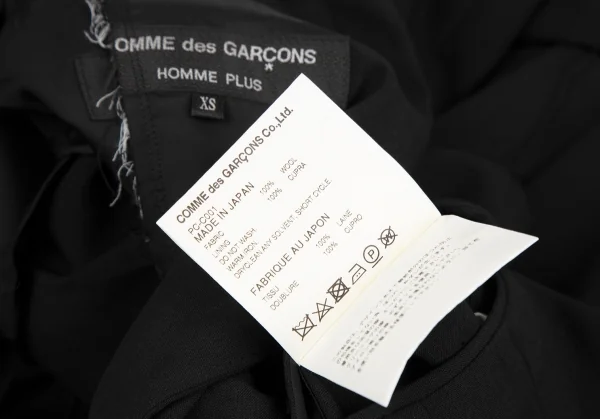 OMME des GARÇONS
HOMME PLUS
XS
COMME des GARÇONS Co.,Ltd.
PC-C001
MADE IN JAPAN
FABRIC 100% WOOL
LINING 100% CUPRA
DO NOT WASH
WARM IRON
DRYCLEAN ANY SOLVENT, SHORT CYCLE
FABRIQUE AU JAPON
TISSU 100% LAINE
DOUBLURE 100% CUPRO
P